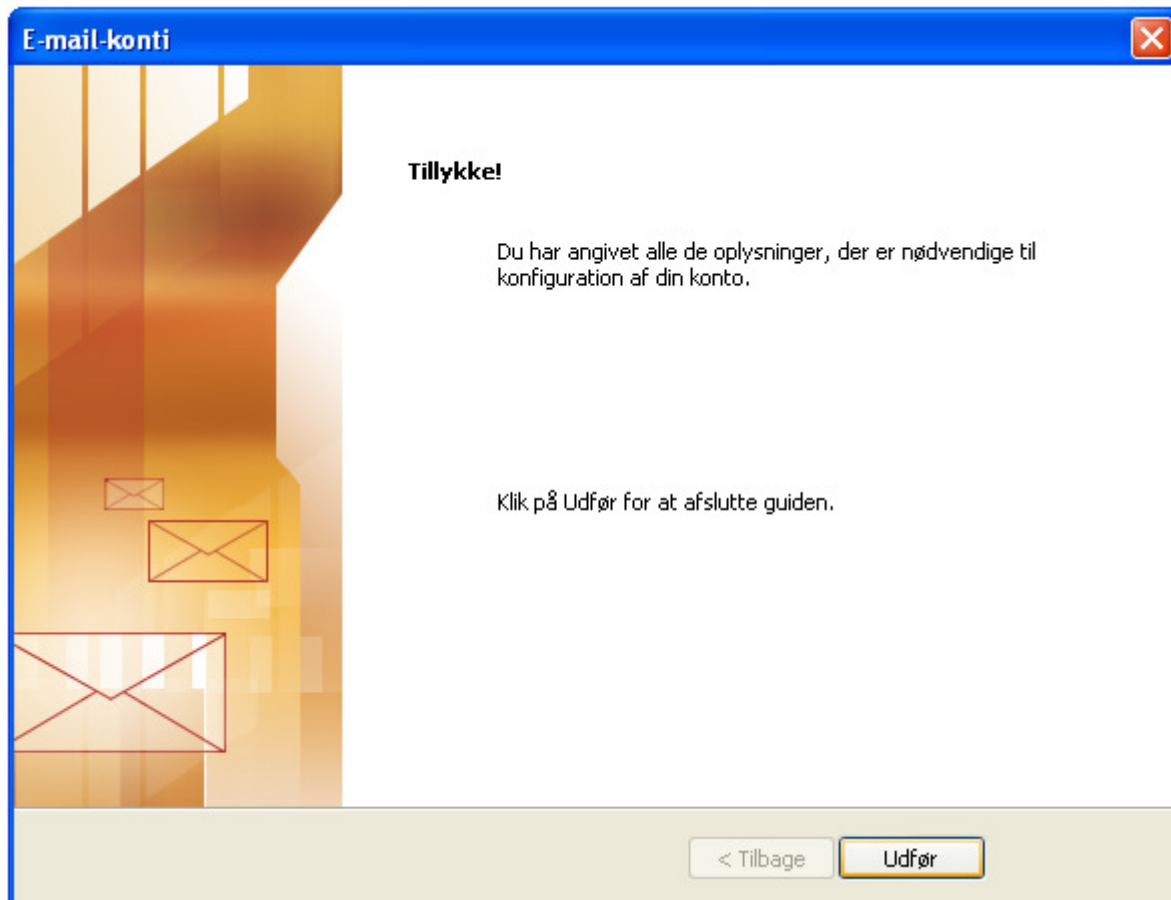 E-mail-konti
Tillykke!
Du har angivet alle de oplysninger, der er nødvendige til
konfiguration af din konto.
Klik på Udfør for at afslutte guiden.
< Tilbage
Udfør